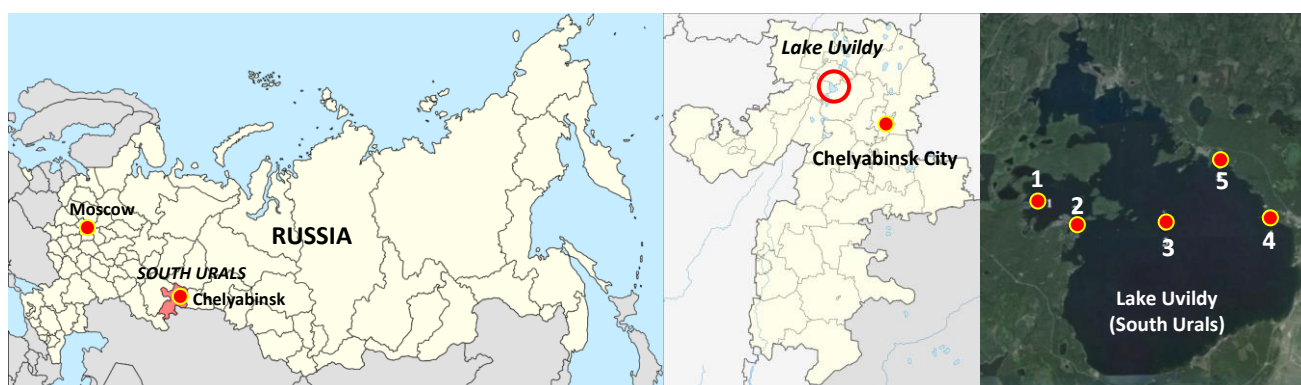 Moscow
RUSSIA
SOUTH URALS
Chelyabinsk
Lake Uvildy
Chelyabinsk City
1
2
3
4
5
Lake Uvildy
(South Urals)